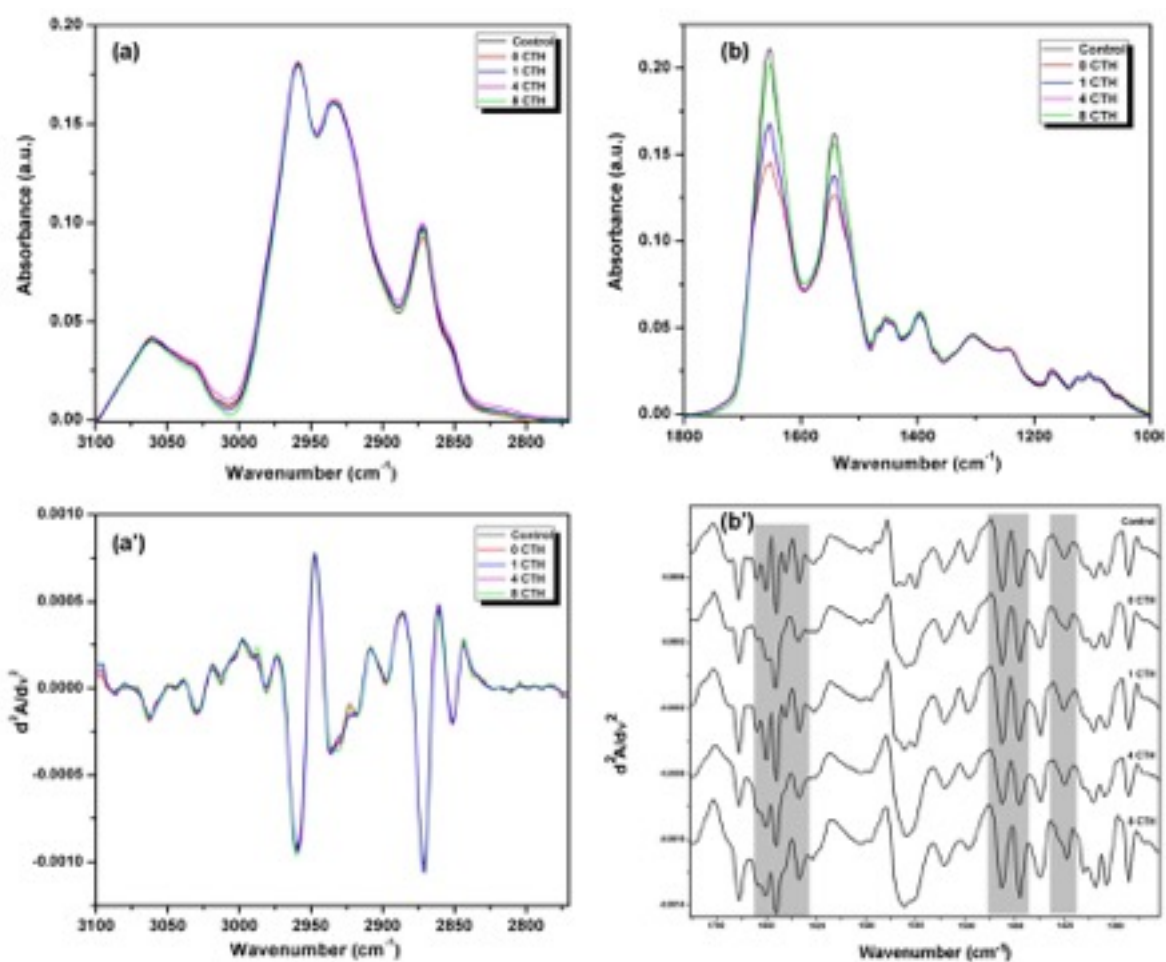 (a)
Control
0 CTH
1 CTH
4 CTH
8 CTH
0.20
0.15
0.10
0.05
0.00
Absorbance (a.u.)
3100 3050 3000 2950 2900 2850 2800
Wavenumber (cm-1)
(b)
Control
0 CTH
1 CTH
4 CTH
8 CTH
0.20
0.15
0.10
0.05
0.00
Absorbance (a.u.)
1800 1600 1400 1200 1000
Wavenumber (cm-1)
(a')
Control
0 CTH
1 CTH
4 CTH
8 CTH
0.0010
0.0005
0.0000
-0.0005
-0.0010
d²A/dν²
3100 3050 3000 2950 2900 2850 2800
Wavenumber (cm-1)
(b')
Control
0 CTH
1 CTH
4 CTH
8 CTH
d²A/dν²
Wavenumber (cm-1)